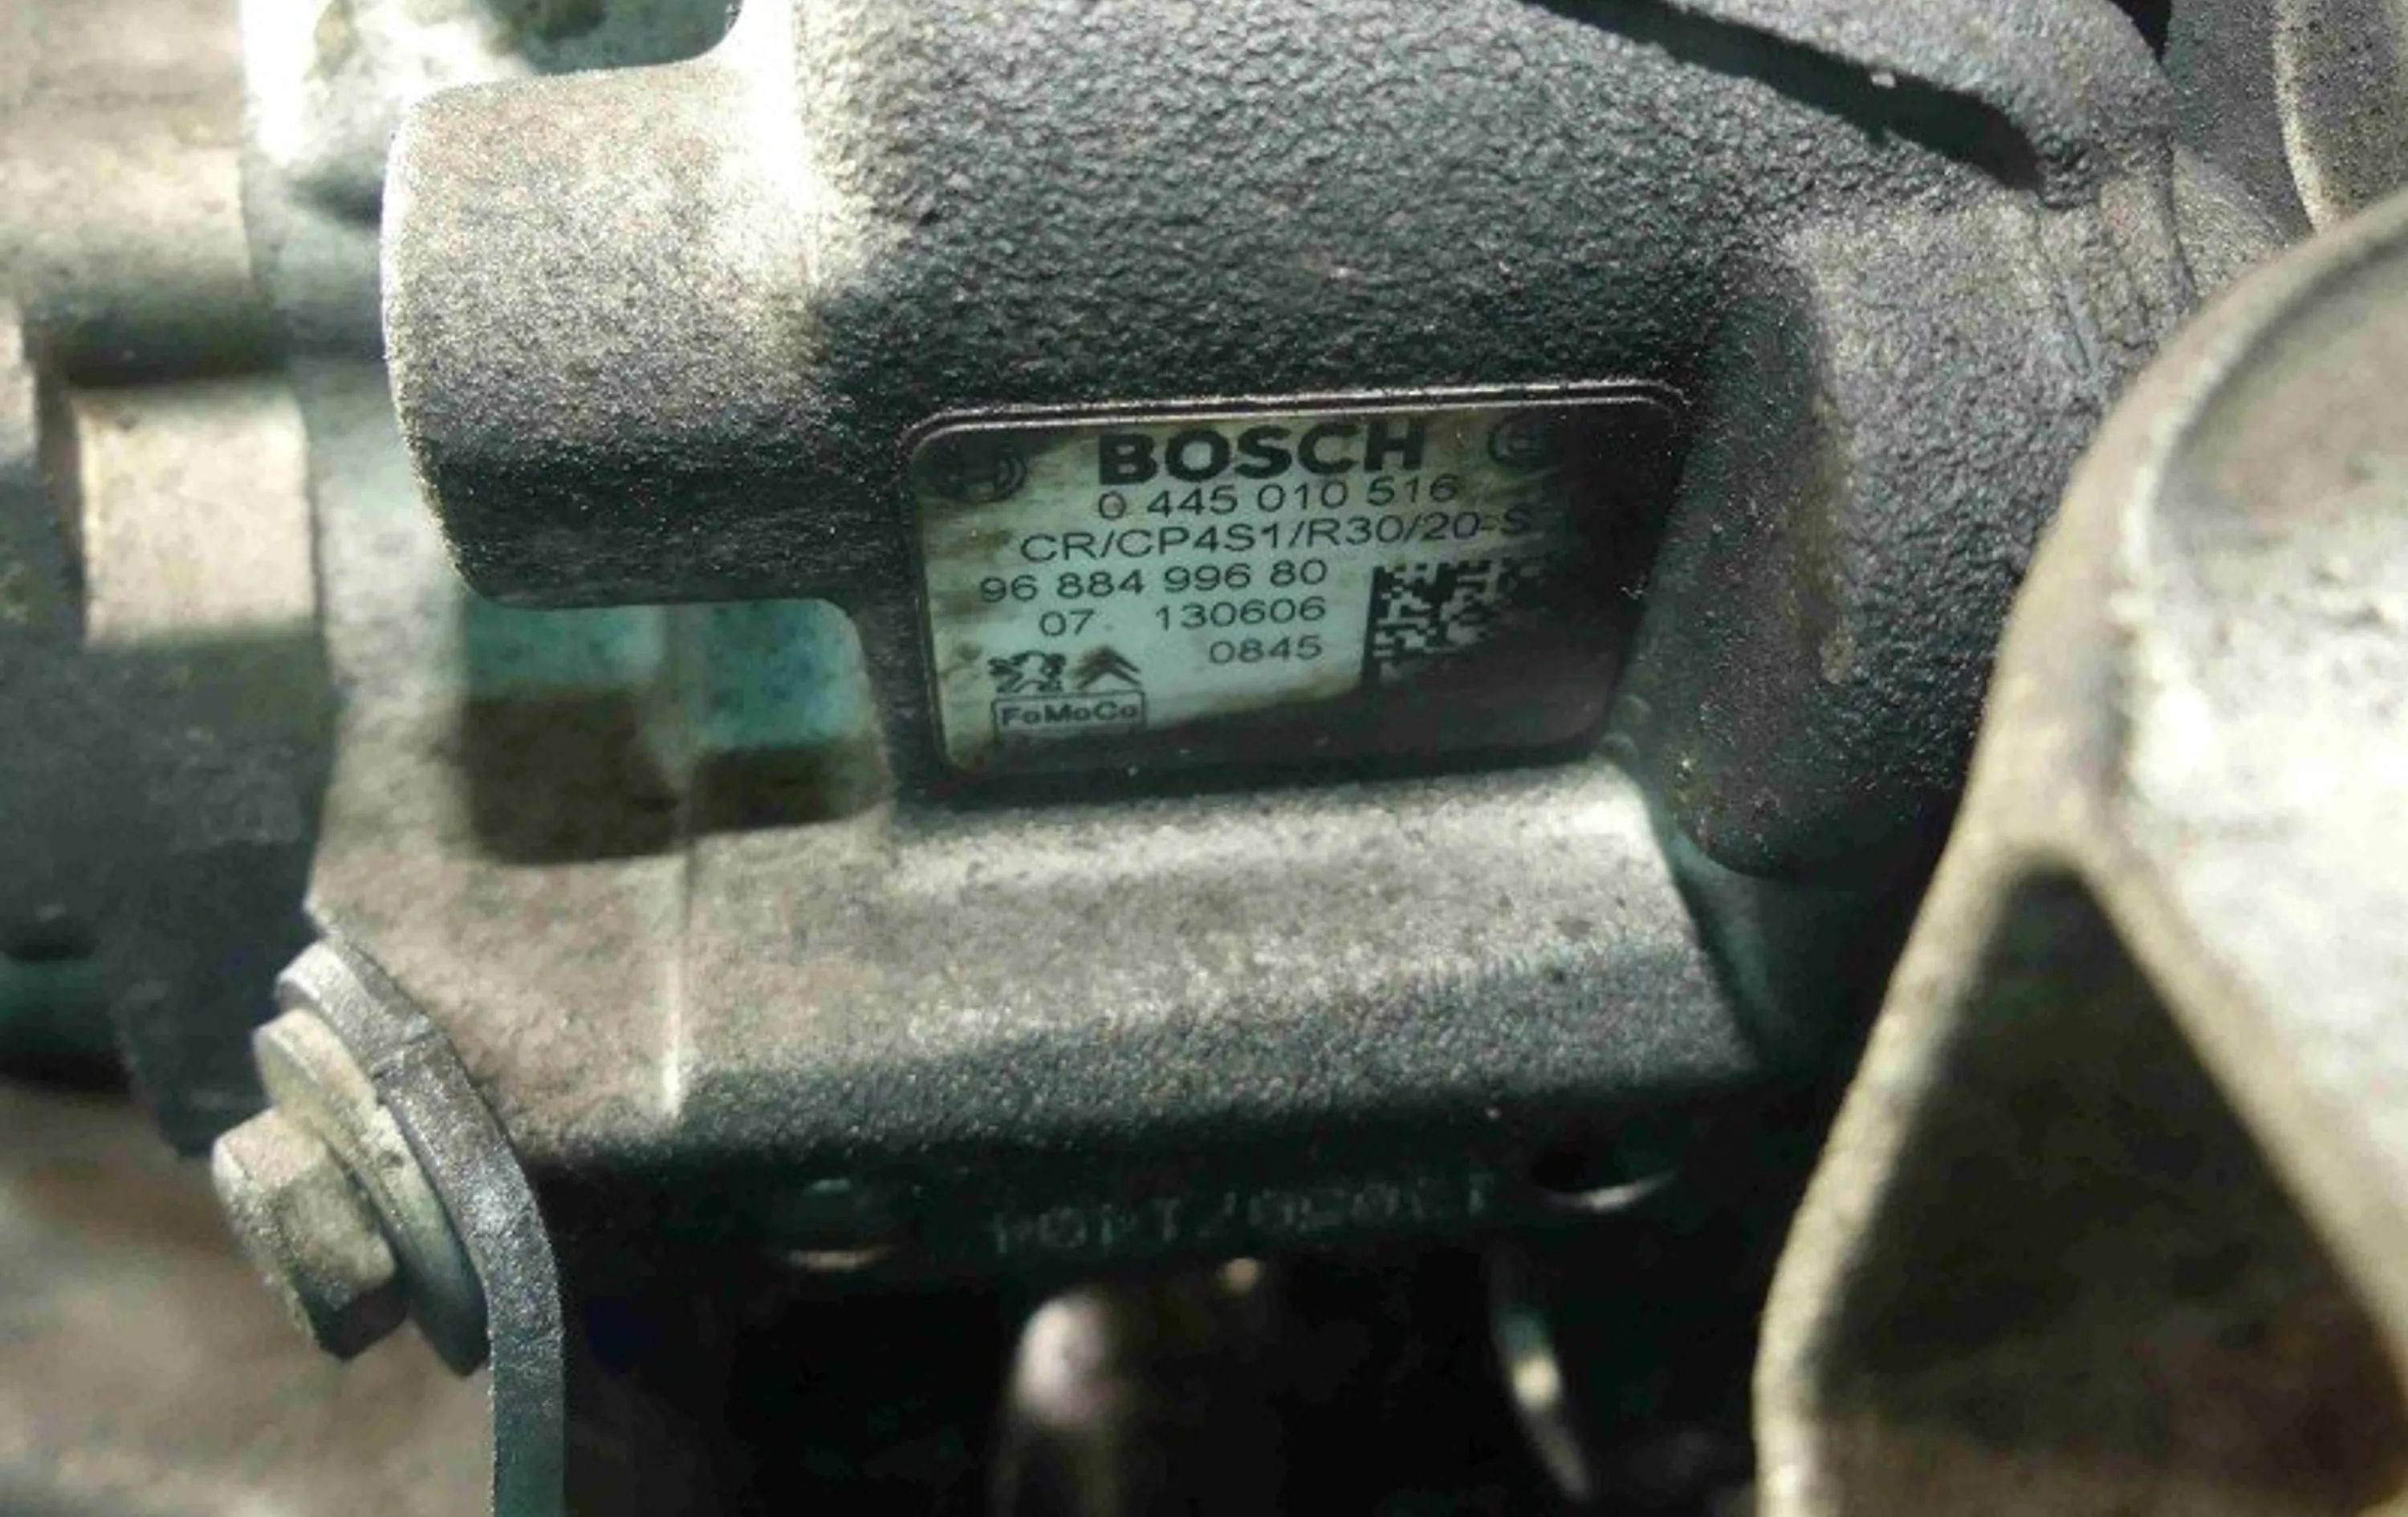 BOSCH
0 445 010 516
CR/CP4S1/R30/20-S
96 884 996 80
07 130606
0845
FoMoCo